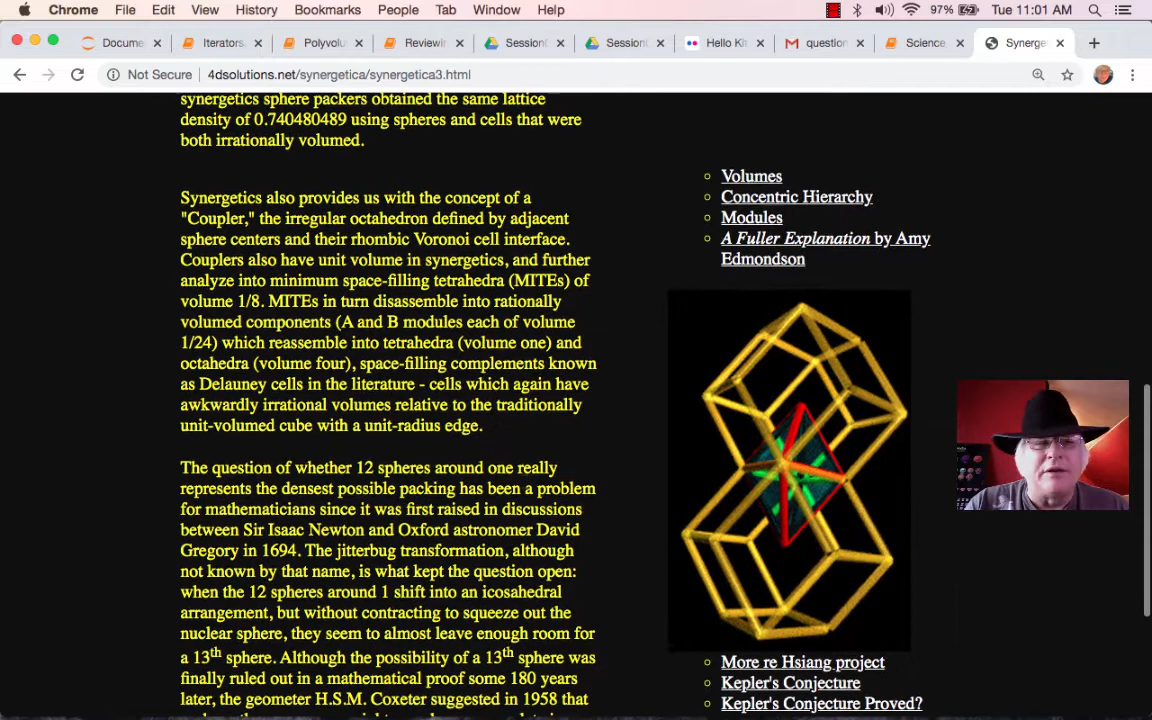 Chrome File Edit View History Bookmarks People Tab Window Help 97% Tue 11:01 AM
Docume Iterators. Polyvolu Reviewin Session Session Hello Ki question Science, Synerge
Not Secure 4dsolutions.net/synergetica/synergetica3.html
synergetics sphere packers obtained the same lattice
density of 0.740480489 using spheres and cells that were
both irrationally volumed.
Synergetics also provides us with the concept of a
"Coupler," the irregular octahedron defined by adjacent
sphere centers and their rhombic Voronoi cell interface.
Couplers also have unit volume in synergetics, and further
analyze into minimum space-filling tetrahedra (MITEs) of
volume 1/8. MITEs in turn disassemble into rationally
volumed components (A and B modules each of volume
1/24) which reassemble into tetrahedra (volume one) and
octahedra (volume four), space-filling complements known
as Delauney cells in the literature - cells which again have
awkwardly irrational volumes relative to the traditionally
unit-volumed cube with a unit-radius edge.
The question of whether 12 spheres around one really
represents the densest possible packing has been a problem
for mathematicians since it was first raised in discussions
between Sir Isaac Newton and Oxford astronomer David
Gregory in 1694. The jitterbug transformation, although
not known by that name, is what kept the question open:
when the 12 spheres around 1 shift into an icosahedral
arrangement, but without contracting to squeeze out the
nuclear sphere, they seem to almost leave enough room for
a 13th sphere. Although the possibility of a 13th sphere was
finally ruled out in a mathematical proof some 180 years
later, the geometer H.S.M. Coxeter suggested in 1958 that
Volumes
Concentric Hierarchy
Modules
A Fuller Explanation by Amy
Edmondson
More re Hsiang project
Kepler's Conjecture
Kepler's Conjecture Proved?